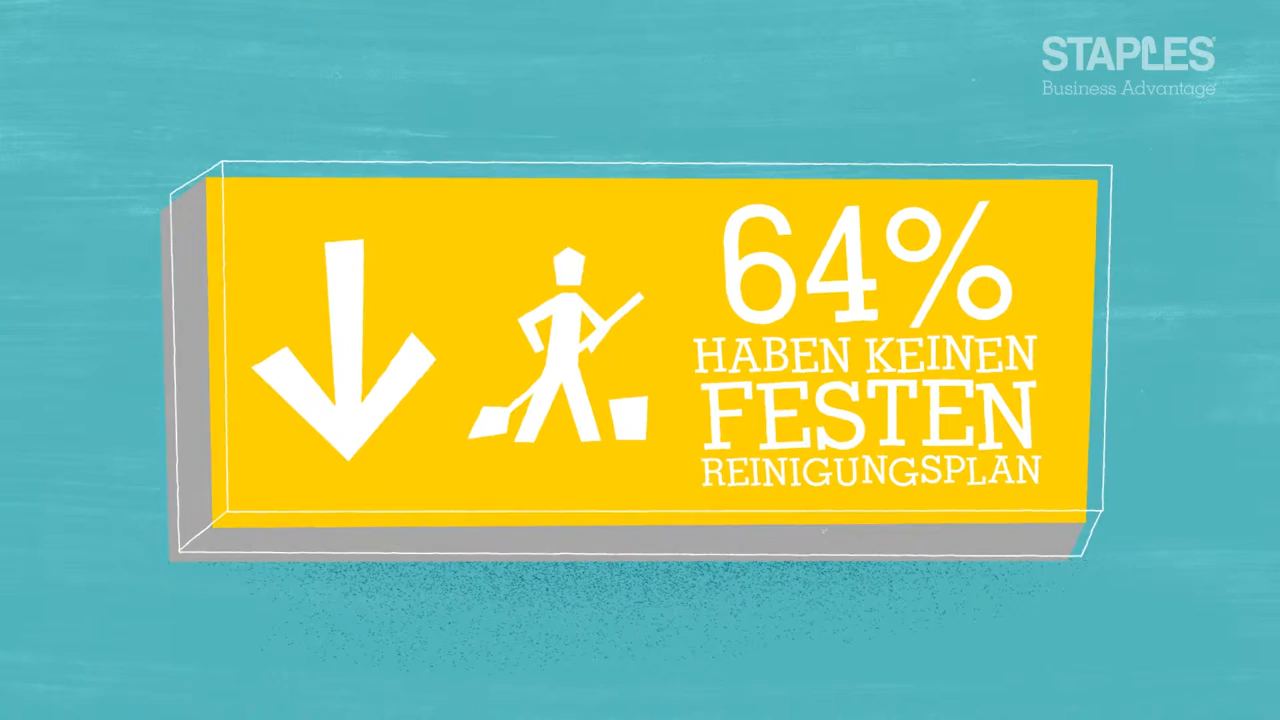 STAPLES
Business Advantage
64%
HABEN KEINEN
FESTEN
REINIGUNGSPLAN